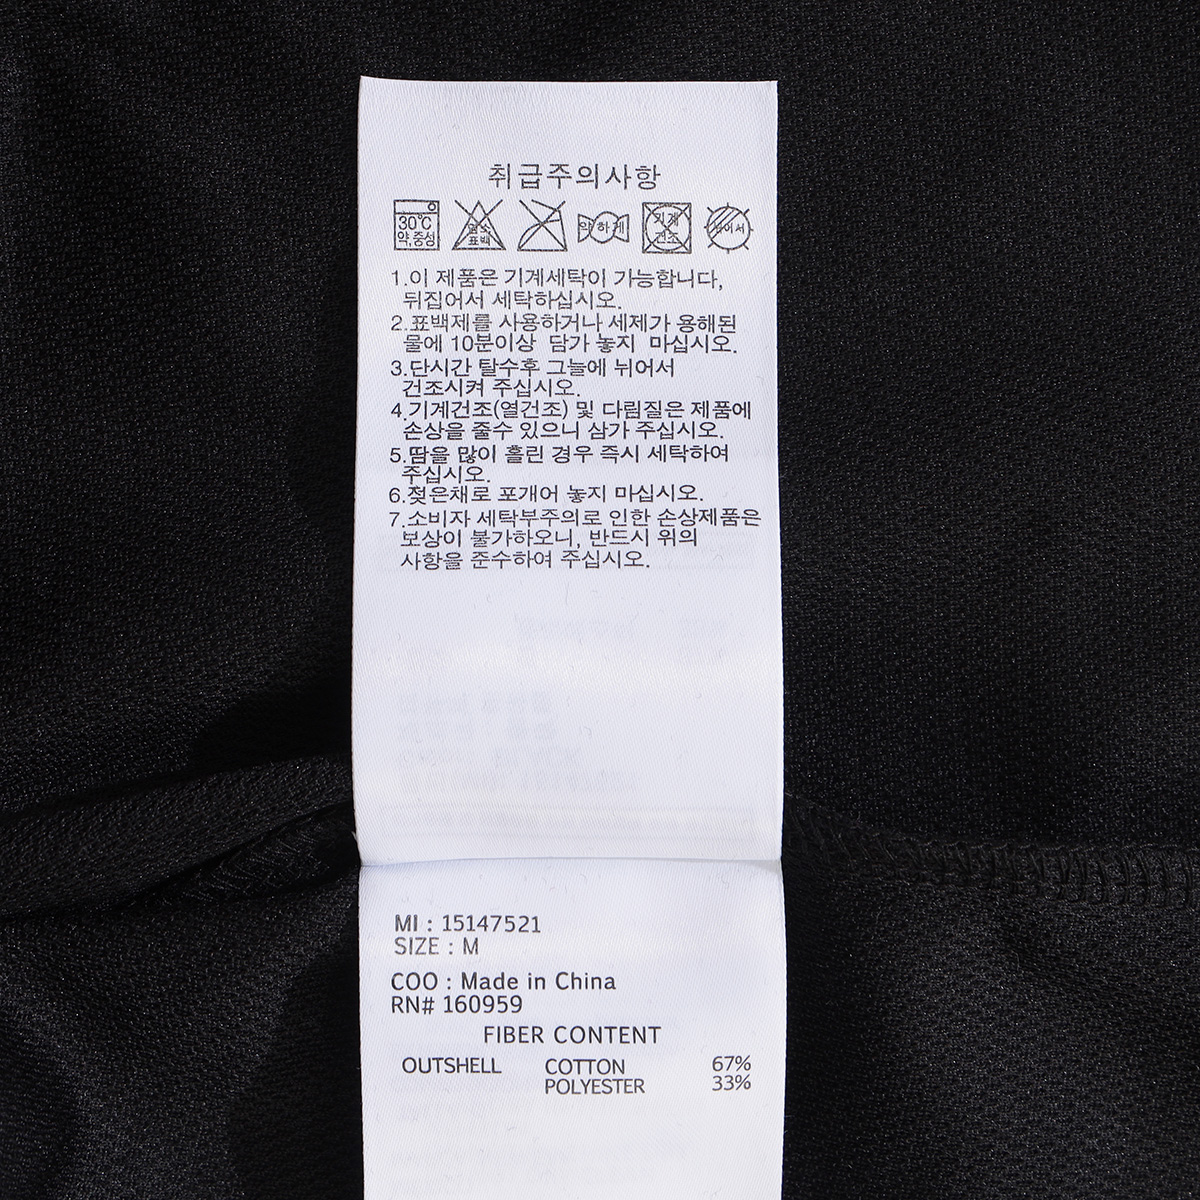 취급주의사항
30℃
약,중성
염소
표백
약하게
기계
건조
뉘어서
1.이 제품은 기계세탁이 가능합니다,
뒤집어서 세탁하십시오.
2.표백제를 사용하거나 세제가 용해된
물에 10분이상 담가 놓지 마십시오.
3.단시간 탈수후 그늘에 뉘어서
건조시켜 주십시오.
4.기계건조(열건조) 및 다림질은 제품에
손상을 줄수 있으니 삼가 주십시오.
5.땀을 많이 흘린 경우 즉시 세탁하여
주십시오.
6.젖은채로 포개어 놓지 마십시오.
7.소비자 세탁부주의로 인한 손상제품은
보상이 불가하오니, 반드시 위의
사항을 준수하여 주십시오.
MI : 15147521
SIZE : M
COO : Made in China
RN# 160959
FIBER CONTENT
OUTSHELL COTTON 67%
POLYESTER 33%